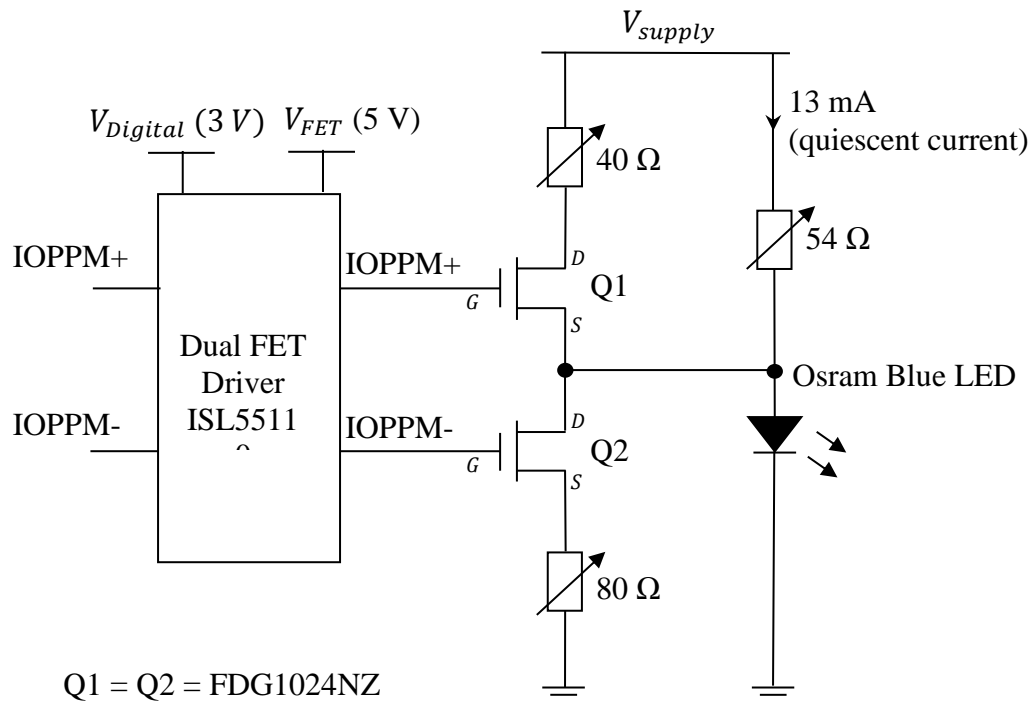 V_supply
V_Digital (3 V) V_FET (5 V)
13 mA
(quiescent current)
40 Ω
54 Ω
IOPPM+
IOPPM+
D
G
Q1
S
Dual FET
Driver
ISL5511
Osram Blue LED
IOPPM-
IOPPM-
D
G
Q2
S
80 Ω
Q1 = Q2 = FDG1024NZ